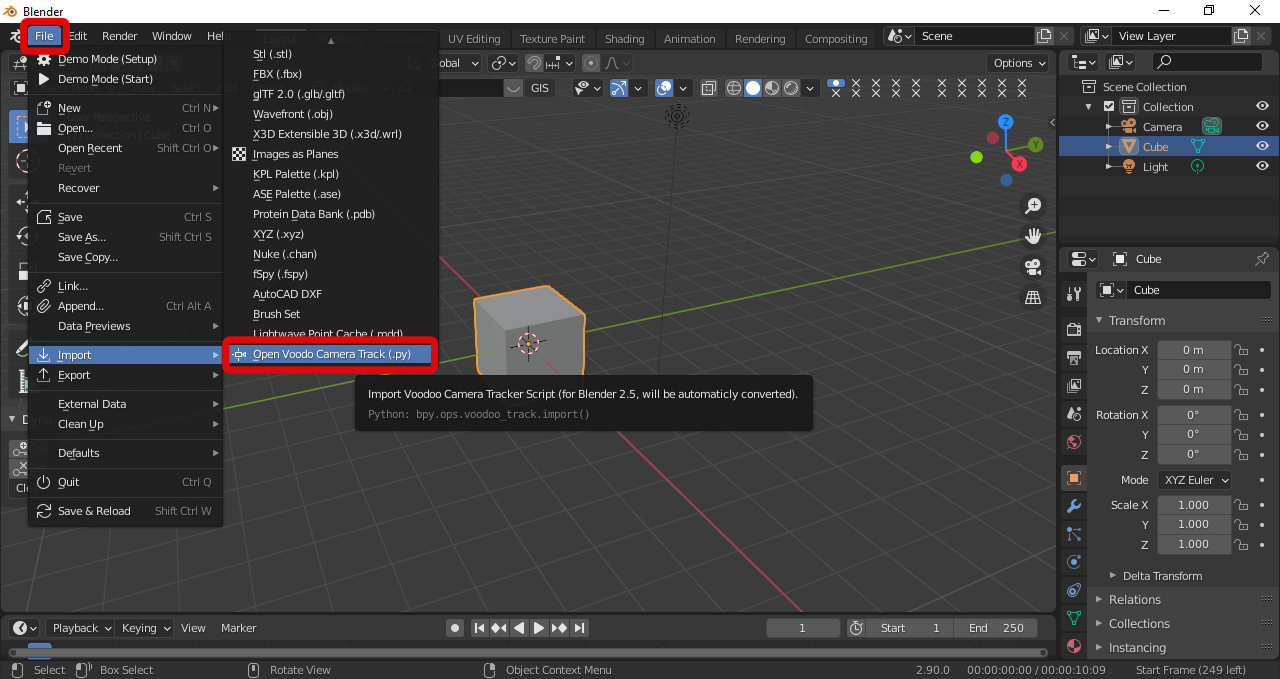 Blender
File Edit Render Window Help Layout UV Editing Texture Paint Shading Animation Rendering Compositing Scene View Layer
Global Options
GIS
Demo Mode (Setup)
Demo Mode (Start)
New Ctrl N
Open... Ctrl O
Open Recent Shift Ctrl O
Revert
Recover
Save Ctrl S
Save As... Shift Ctrl S
Save Copy...
Link...
Append... Ctrl Alt A
Data Previews
Import
Export
External Data
Clean Up
Defaults
Quit Ctrl Q
Save & Reload Shift Ctrl W
Stl (.stl)
FBX (.fbx)
glTF 2.0 (.glb/.gltf)
Wavefront (.obj)
X3D Extensible 3D (.x3d/.wrl)
Images as Planes
KPL Palette (.kpl)
ASE Palette (.ase)
Protein Data Bank (.pdb)
XYZ (.xyz)
Nuke (.chan)
fSpy (.fspy)
AutoCAD DXF
Brush Set
Lightwave Point Cache (.mdd)
Open Voodo Camera Track (.py)
Import Voodoo Camera Tracker Script (for Blender 2.5, will be automaticly converted).
Python: bpy.ops.voodoo_track.import()
Z
Y
X
Scene Collection
Collection
Camera
Cube
Light
Cube
Cube
Transform
Location X 0 m
Y 0 m
Z 0 m
Rotation X 0°
Y 0°
Z 0°
Mode XYZ Euler
Scale X 1.000
Y 1.000
Z 1.000
Delta Transform
Relations
Collections
Instancing
Playback Keying View Marker 1 Start 1 End 250
Select Box Select Rotate View Object Context Menu 2.90.0 00:00:00:00 / 00:00:10:09 Start Frame (249 left)